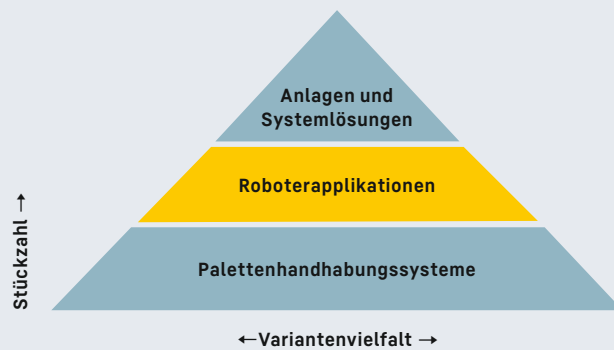 Anlagen und
Systemlösungen
Roboterapplikationen
Palettenhandhabungssysteme
Stückzahl →
←Variantenvielfalt →